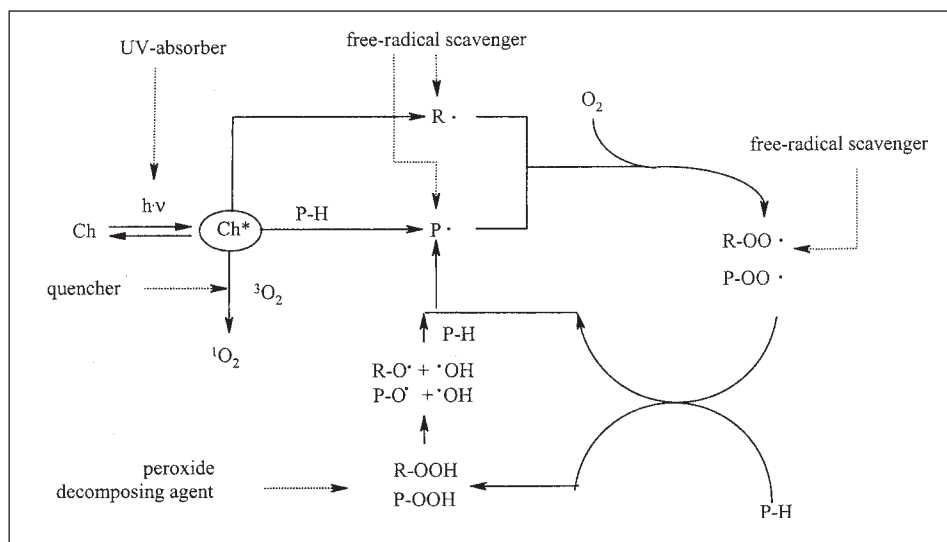 UV-absorber
free-radical scavenger
O₂
R ·
free-radical scavenger
h·ν
Ch
Ch*
P-H
P ·
R-OO ·
P-OO ·
quencher
³O₂
P-H
¹O₂
R-O· + ·OH
P-O· + ·OH
peroxide
decomposing agent
R-OOH
P-OOH
P-H